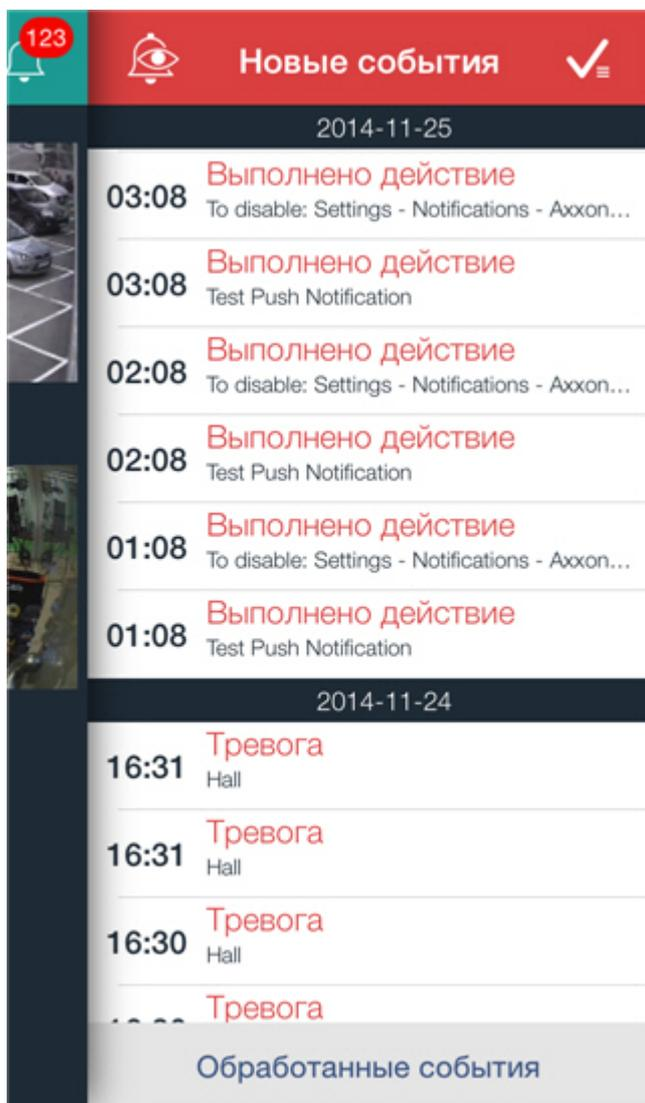 123
Новые события
2014-11-25
03:08
Выполнено действие
To disable: Settings - Notifications - Axxon...
03:08
Выполнено действие
Test Push Notification
02:08
Выполнено действие
To disable: Settings - Notifications - Axxon...
02:08
Выполнено действие
Test Push Notification
01:08
Выполнено действие
To disable: Settings - Notifications - Axxon...
01:08
Выполнено действие
Test Push Notification
2014-11-24
16:31
Тревога
Hall
16:31
Тревога
Hall
16:30
Тревога
Hall
Тревога
Обработанные события